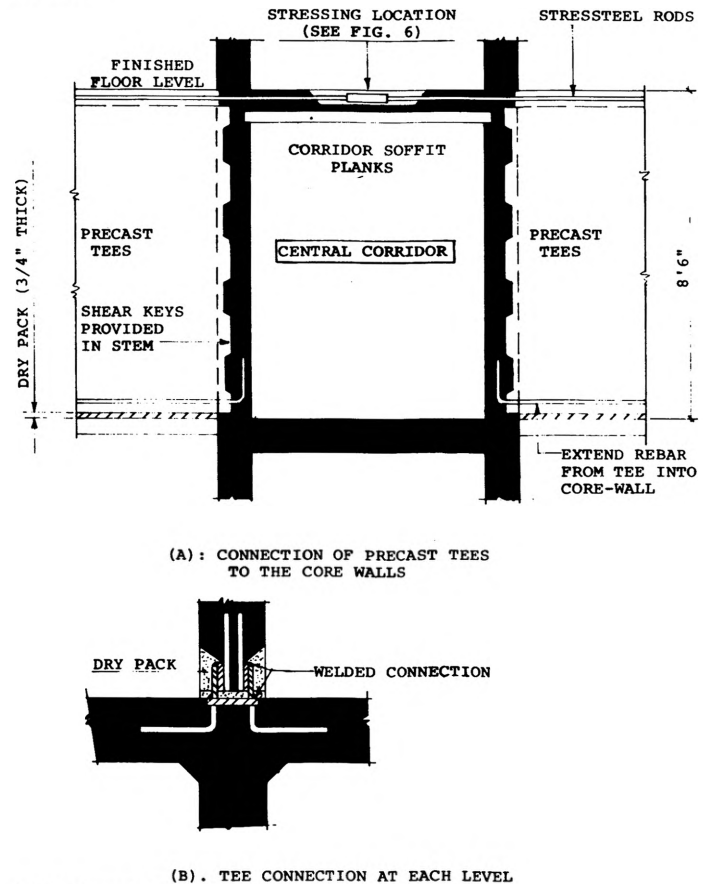 STRESSING LOCATION
(SEE FIG. 6)
STRESSTEEL RODS
FINISHED
FLOOR LEVEL
CORRIDOR SOFFIT
PLANKS
DRY PACK (3/4" THICK)
PRECAST
TEES
CENTRAL CORRIDOR
PRECAST
TEES
8'9"
SHEAR KEYS
PROVIDED
IN STEM
EXTEND REBAR
FROM TEE INTO
CORE-WALL
(A): CONNECTION OF PRECAST TEES
TO THE CORE WALLS
DRY PACK
WELDED CONNECTION
(B). TEE CONNECTION AT EACH LEVEL